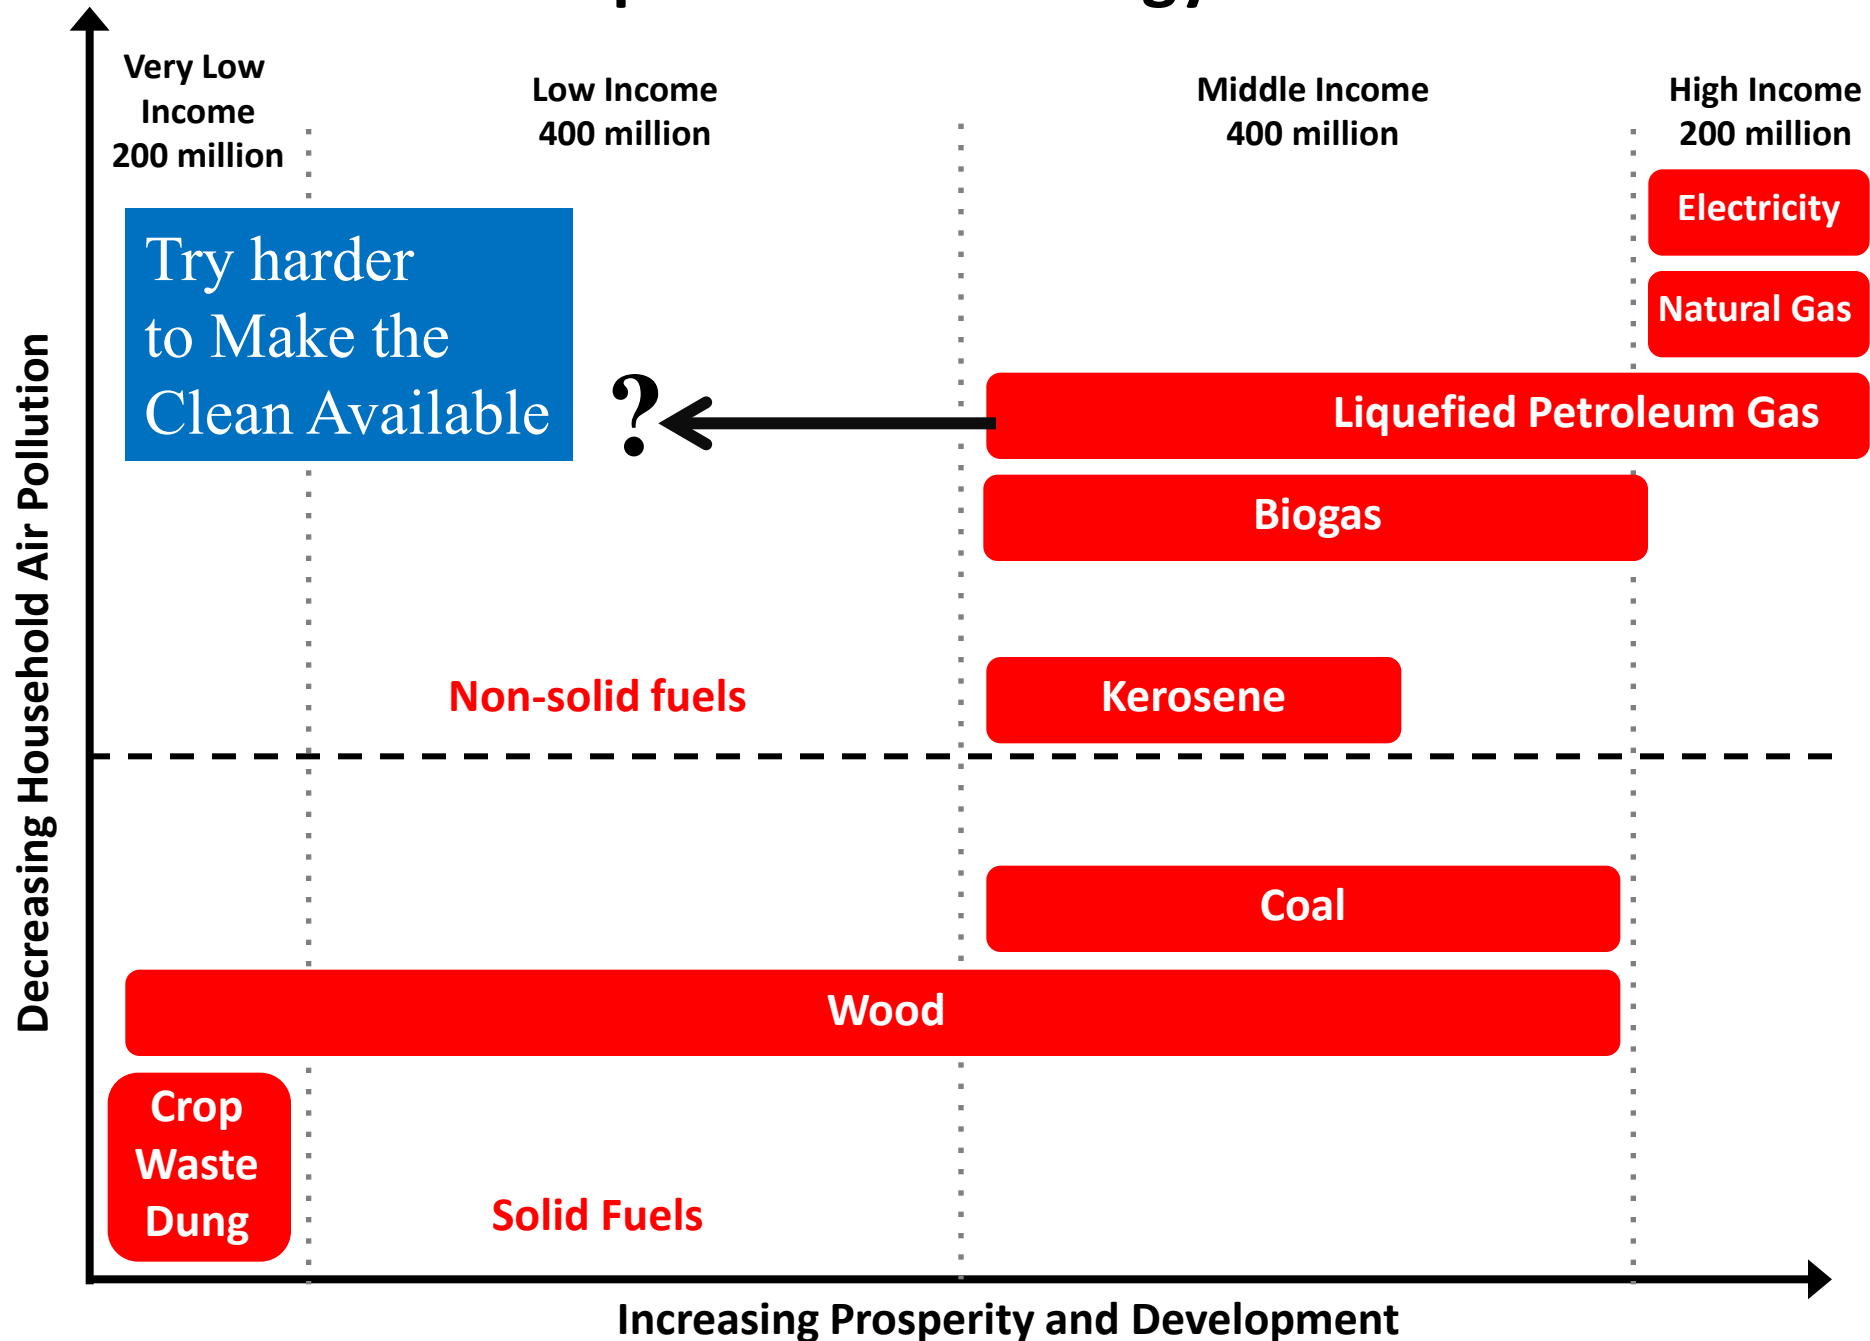 Very Low
Income
200 million
Low Income
400 million
Middle Income
400 million
High Income
200 million
Electricity
Try harder
to Make the
Clean Available
Natural Gas
?
Liquefied Petroleum Gas
Biogas
Non-solid fuels
Kerosene
Coal
Wood
Crop
Waste
Dung
Solid Fuels
Decreasing Household Air Pollution
Increasing Prosperity and Development